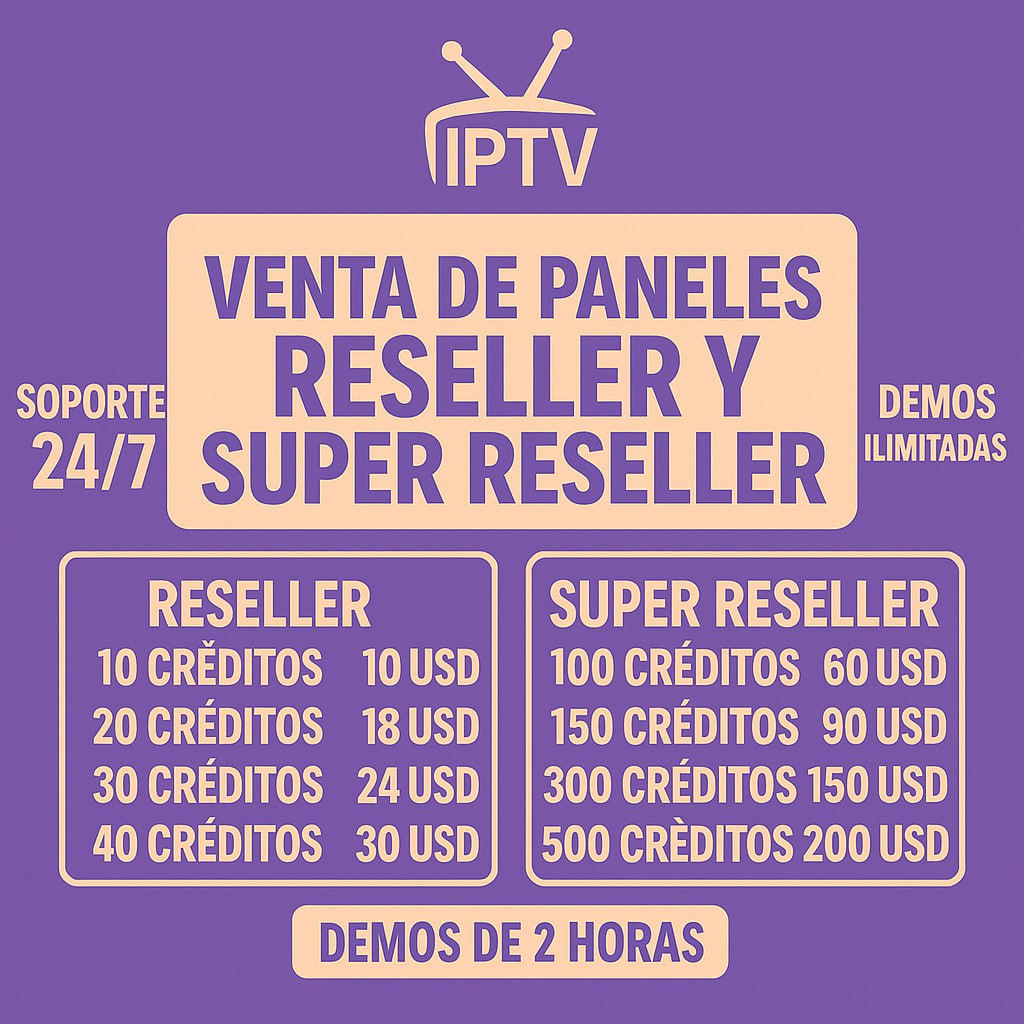 IPTV
VENTA DE PANELES
RESELLER Y
SUPER RESELLER
SOPORTE
24/7
DEMOS
ILIMITADAS
RESELLER
10 CRĚDITOS 10 USD
20 CRÉDITOS 18 USD
30 CRÉDITOS 24 USD
40 CRÉDITOS 30 USD
SUPER RESELLER
100 CRÉDITOS 60 USD
150 CRÉDITOS 90 USD
300 CRÉDITOS 150 USD
500 CRÈDITOS 200 USD
DEMOS DE 2 HORAS